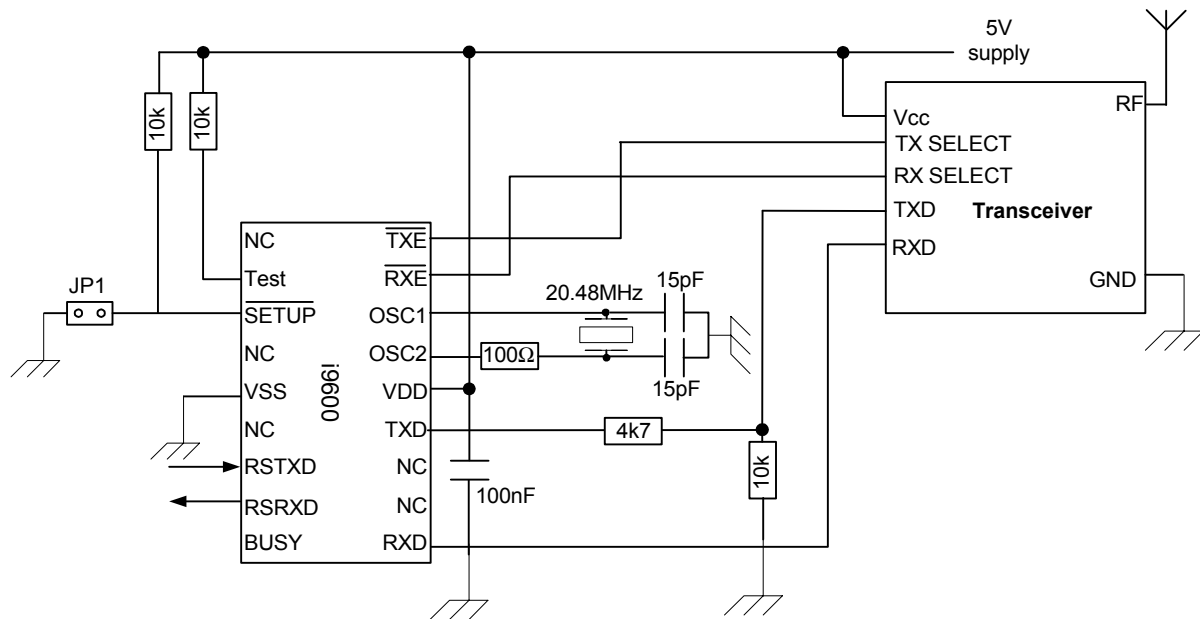 5V
supply
10k
10k
RF
Vcc
TX SELECT
RX SELECT
TXD
Transceiver
RXD
GND
JP1
NC
Test
SETUP
NC
VSS
NC
RSTXD
RSRXD
BUSY
i9600
TXE
RXE
OSC1
OSC2
VDD
TXD
NC
NC
RXD
20.48MHz
15pF
100Ω
15pF
4k7
100nF
10k